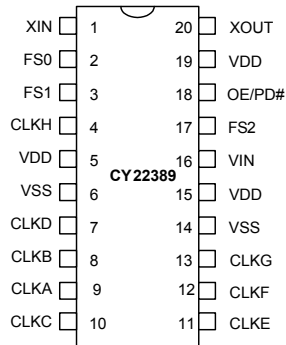 XIN 1 20 XOUT
FS0 2 19 VDD
FS1 3 18 OE/PD#
CLKH 4 17 FS2
VDD 5 16 VIN
CY22389
VSS 6 15 VDD
CLKD 7 14 VSS
CLKB 8 13 CLKG
CLKA 9 12 CLKF
CLKC 10 11 CLKE